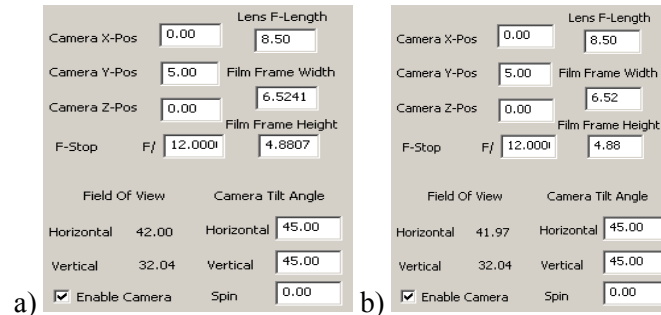 Lens F-Length
Camera X-Pos 0.00 8.50
Camera Y-Pos 5.00 Film Frame Width
6.5241
Camera Z-Pos 0.00
Film Frame Height
F-Stop F/ 12.000 4.8807
Field Of View Camera Tilt Angle
Horizontal 42.00 Horizontal 45.00
Vertical 32.04 Vertical 45.00
a) Enable Camera Spin 0.00
Lens F-Length
Camera X-Pos 0.00 8.50
Camera Y-Pos 5.00 Film Frame Width
6.52
Camera Z-Pos 0.00
Film Frame Height
F-Stop F/ 12.000 4.88
Field Of View Camera Tilt Angle
Horizontal 41.97 Horizontal 45.00
Vertical 32.04 Vertical 45.00
b) Enable Camera Spin 0.00